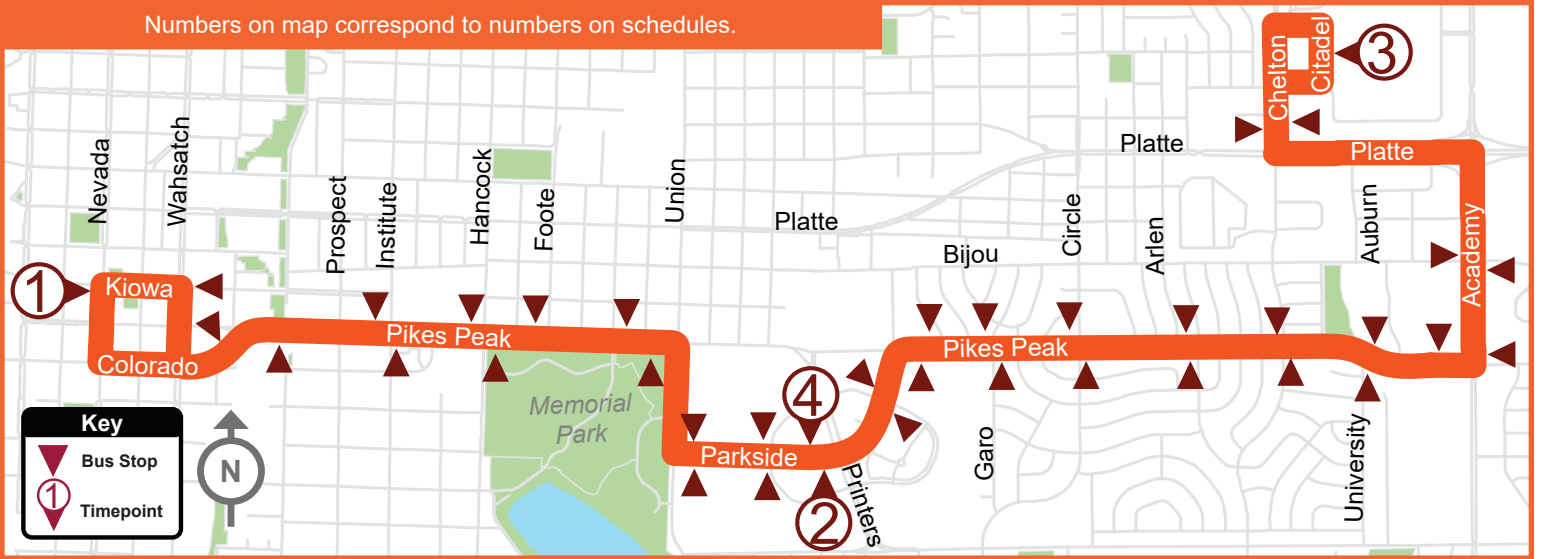 Numbers on map correspond to numbers on schedules.
Chelton
Citadel
3
Platte
Platte
Nevada
Wahsatch
Prospect
Institute
Hancock
Foote
Union
Platte
Bijou
Circle
Arlen
Auburn
Academy
1
Kiowa
Colorado
Pikes Peak
Pikes Peak
Memorial
Park
4
Parkside
2
Printers
Garo
University
Key
Bus Stop
1
Timepoint
N